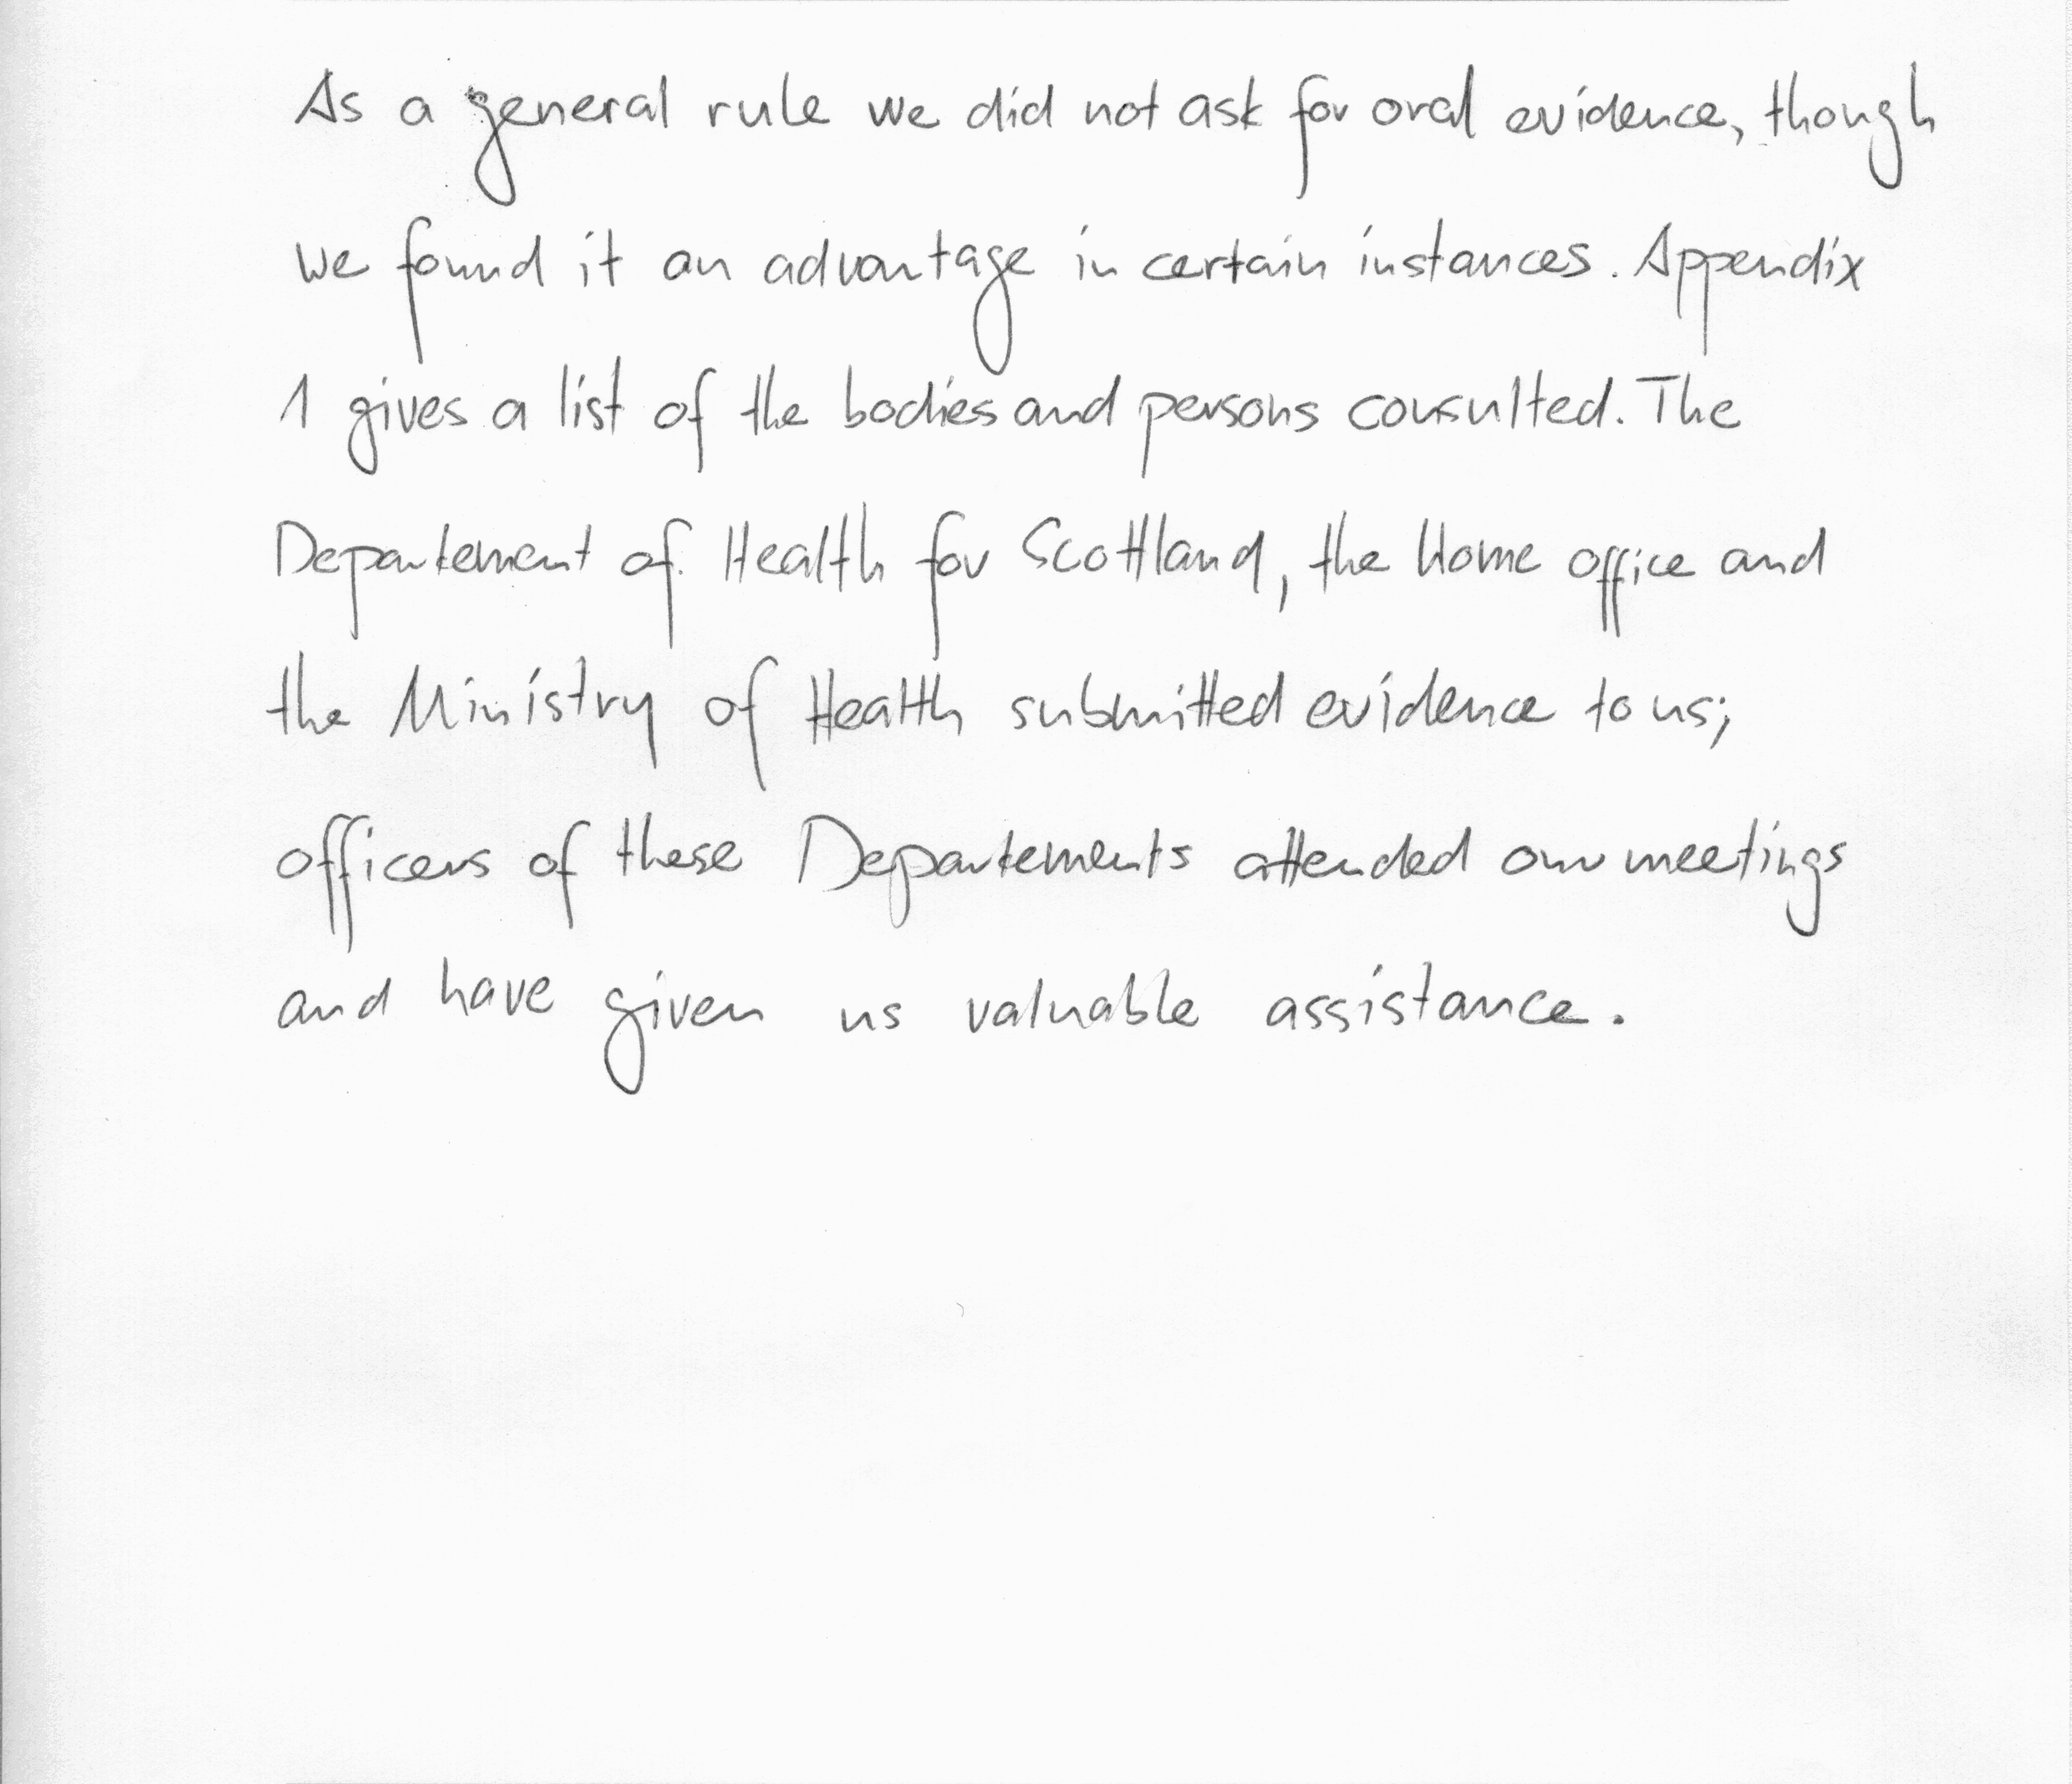 As a general rule we did not ask for oral evidence, though
we found it an advantage in certain instances. Appendix
1 gives a list of the bodies and persons consulted. The
Departement of Health for Scottland, the Home office and
the Ministry of Health submitted evidence to us;
officers of these Departements attended our meetings
and have given us valuable assistance.